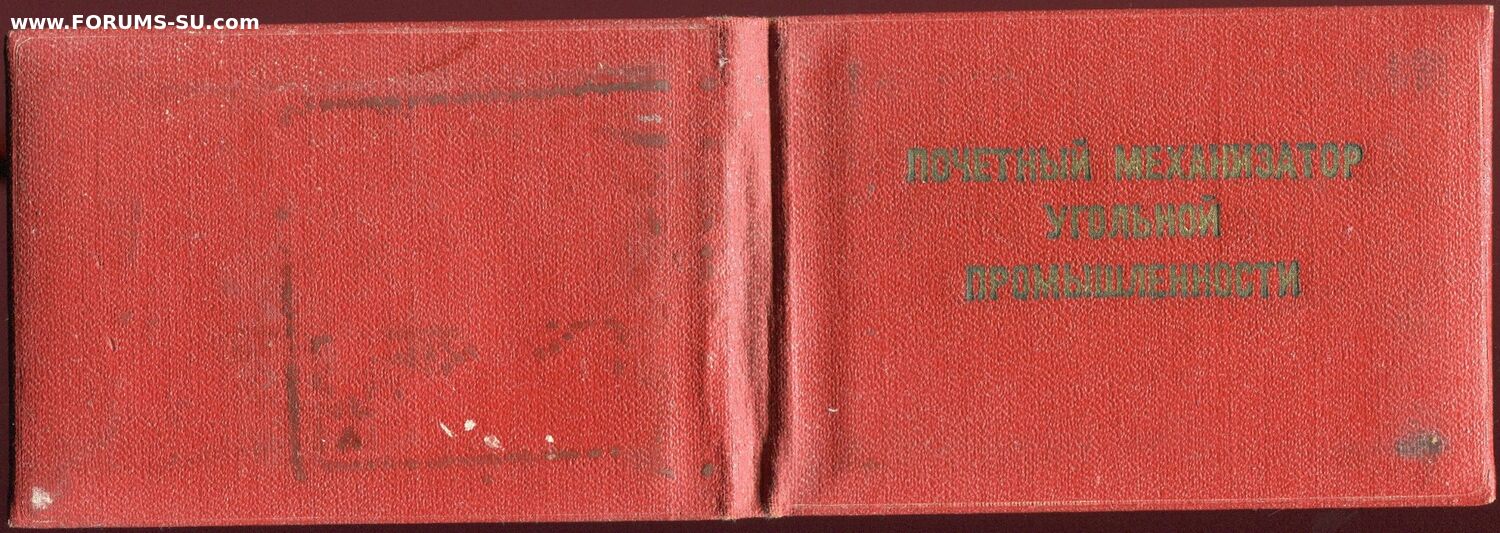 www.FORUMS-SU.com
ПОЧЕТНЫЙ МЕХАНИЗАТОР
УГОЛЬНОЙ
ПРОМЫШЛЕННОСТИ